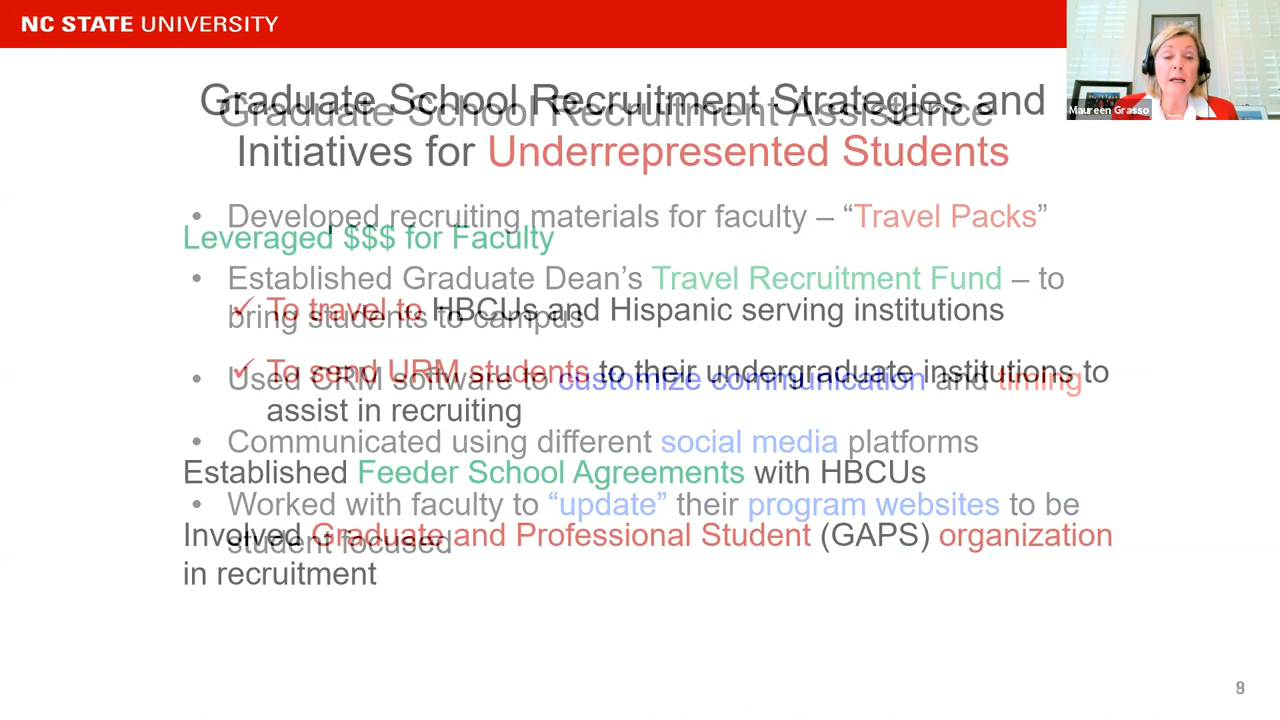 NC STATE UNIVERSITY
Maureen Grasso
Graduate School Recruitment Strategies and
Graduate School Recruitment Assistance
Initiatives for Underrepresented Students
• Developed recruiting materials for faculty – “Travel Packs”
Leveraged $$$ for Faculty
• Established Graduate Dean’s Travel Recruitment Fund – to
✓ To travel to HBCUs and Hispanic serving institutions
bring students to campus
✓ To send URM students to their undergraduate institutions to
• Used CRM software to customize communication and timing
assist in recruiting
• Communicated using different social media platforms
Established Feeder School Agreements with HBCUs
• Worked with faculty to “update” their program websites to be
Involved Graduate and Professional Student (GAPS) organization
student focused
in recruitment